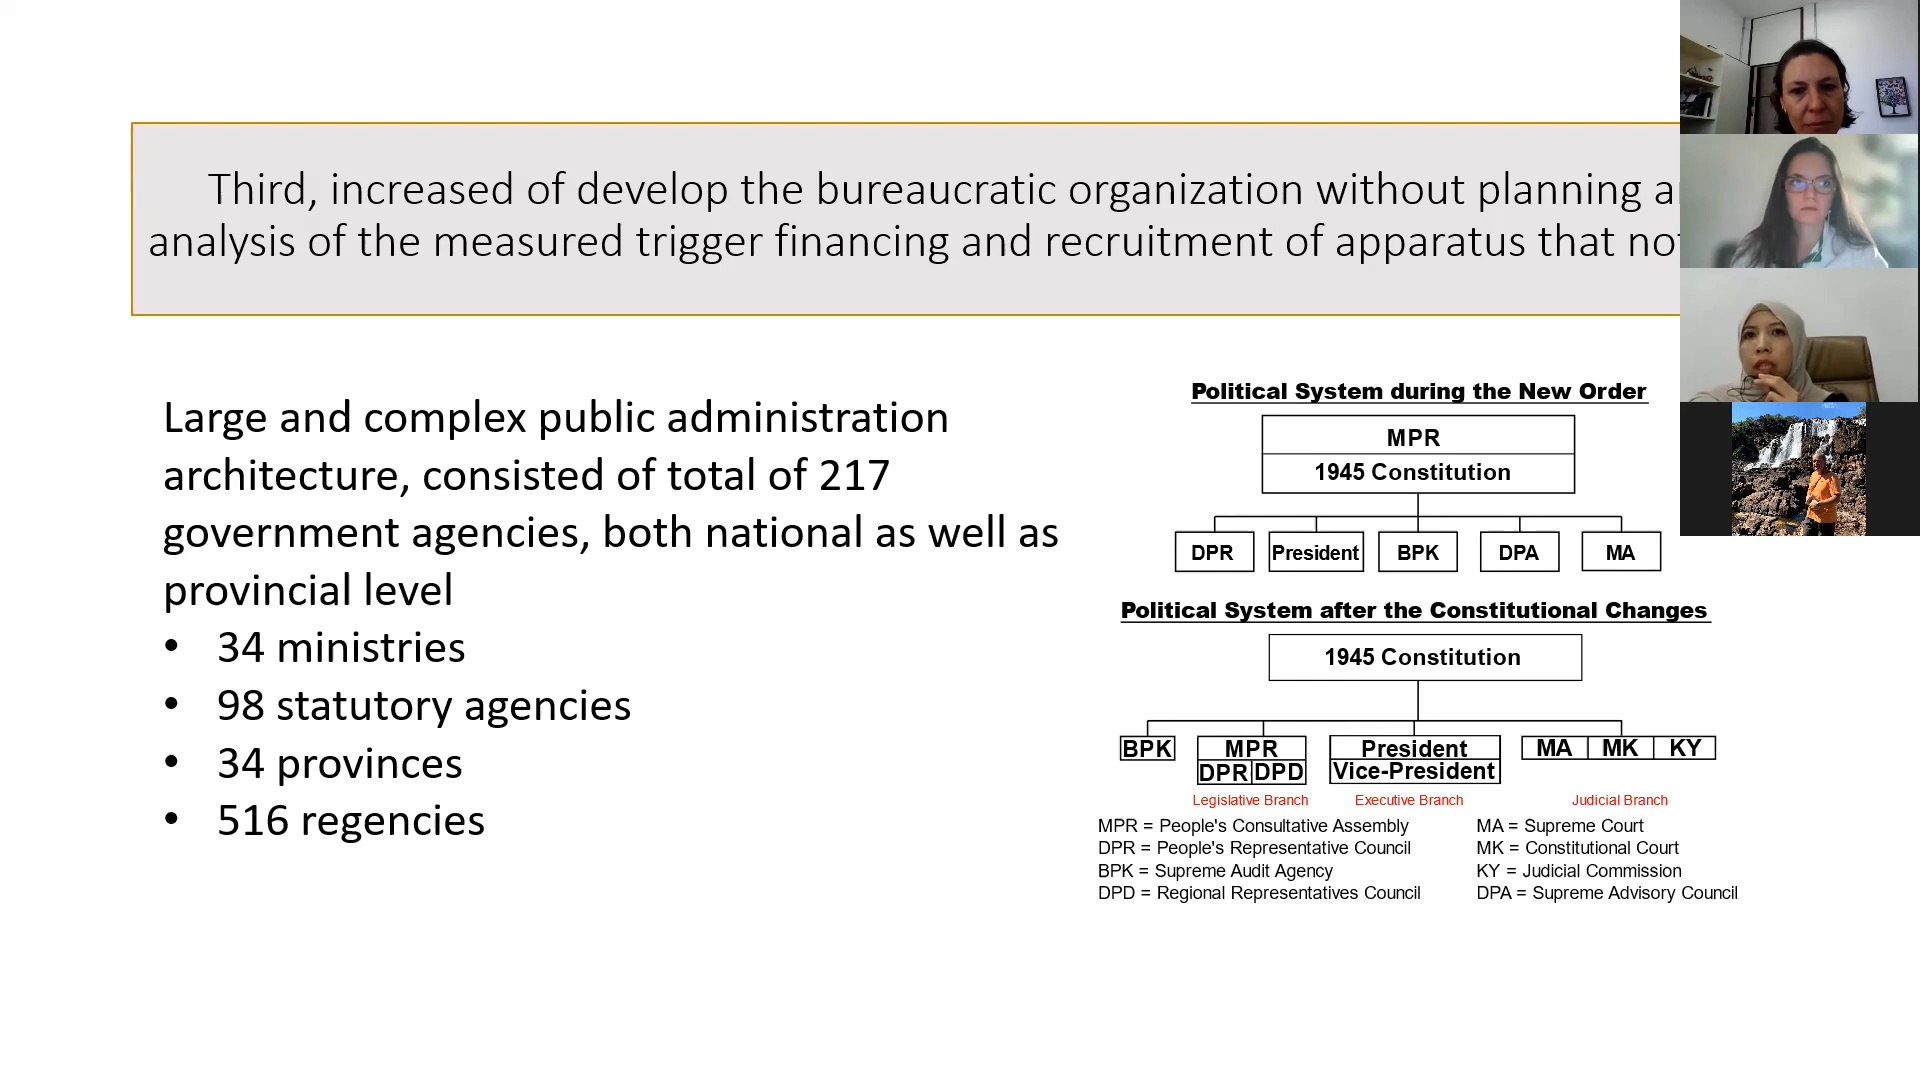 Third, increased of develop the bureaucratic organization without planning
analysis of the measured trigger financing and recruitment of apparatus that
Large and complex public administration
architecture, consisted of total of 217
government agencies, both national as well as
provincial level
• 34 ministries
• 98 statutory agencies
• 34 provinces
• 516 regencies
Political System during the New Order
MPR
1945 Constitution
DPR President BPK DPA MA
Political System after the Constitutional Changes
1945 Constitution
BPK MPR President MA MK KY
DPR DPD Vice-President
Legislative Branch Executive Branch Judicial Branch
MPR = People's Consultative Assembly
DPR = People's Representative Council
BPK = Supreme Audit Agency
DPD = Regional Representatives Council
MA = Supreme Court
MK = Constitutional Court
KY = Judicial Commission
DPA = Supreme Advisory Council